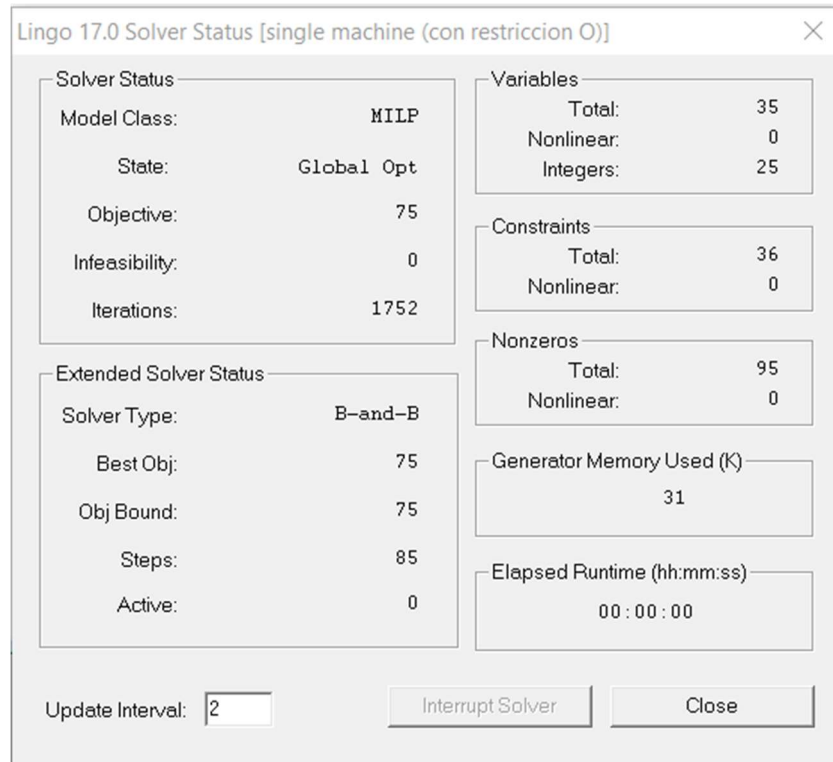 Lingo 17.0 Solver Status [single machine (con restriccion O)]
Solver Status
Model Class: MILP
State: Global Opt
Objective: 75
Infeasibility: 0
Iterations: 1752
Extended Solver Status
Solver Type: B-and-B
Best Obj: 75
Obj Bound: 75
Steps: 85
Active: 0
Variables
Total: 35
Nonlinear: 0
Integers: 25
Constraints
Total: 36
Nonlinear: 0
Nonzeros
Total: 95
Nonlinear: 0
Generator Memory Used (K)
31
Elapsed Runtime (hh:mm:ss)
00:00:00
Update Interval: 2
Interrupt Solver
Close